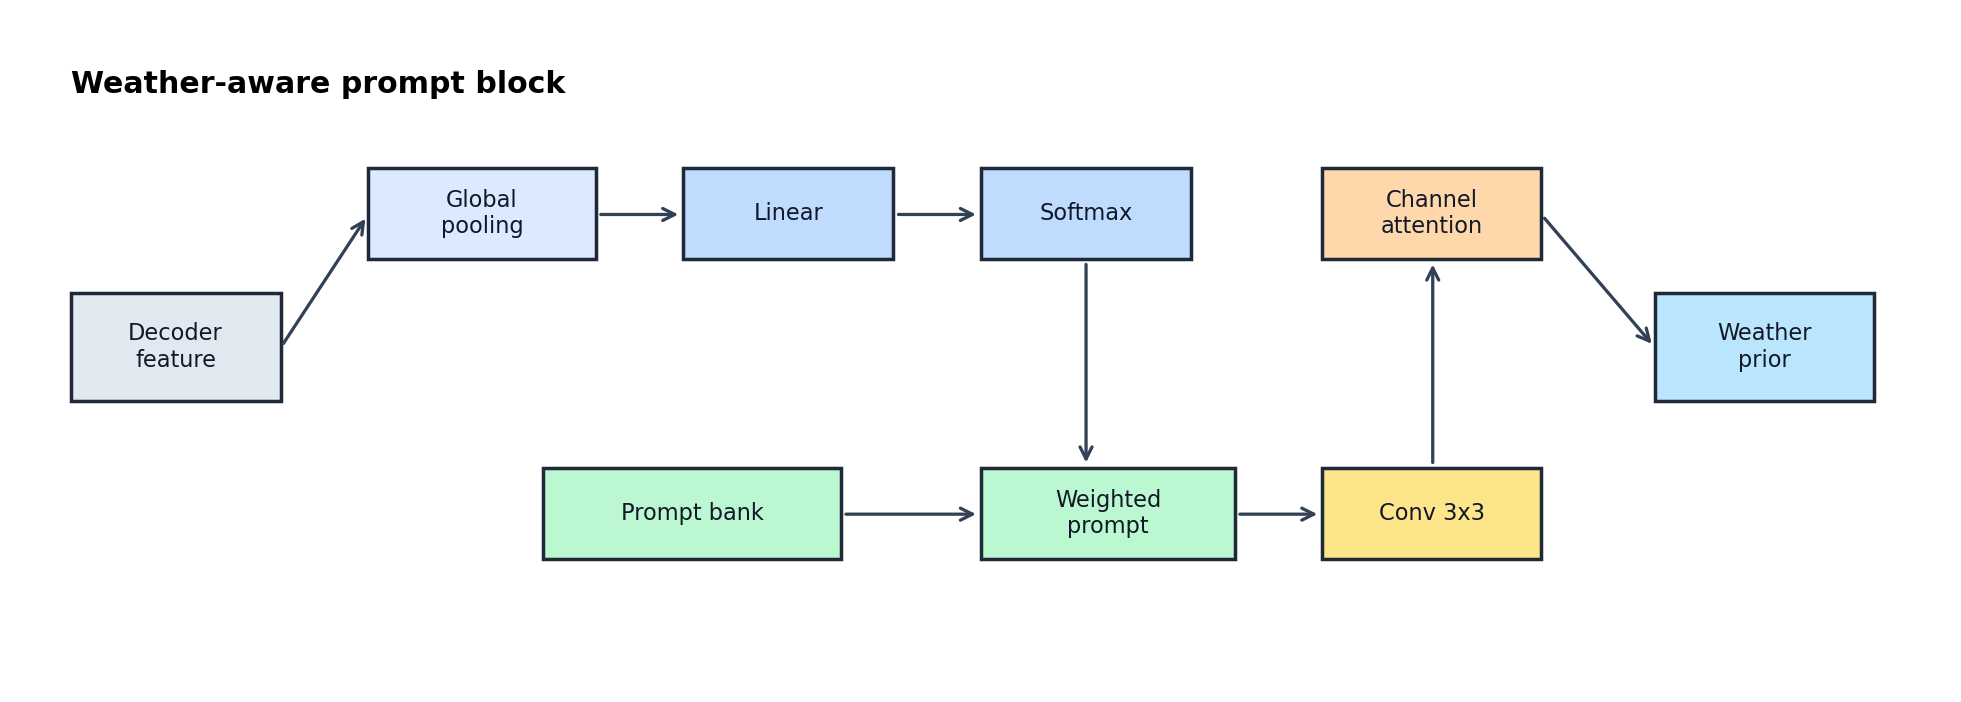 Weather-aware prompt block
Global
pooling
Linear
Softmax
Channel
attention
Decoder
feature
Weather
prior
Prompt bank
Weighted
prompt
Conv 3x3